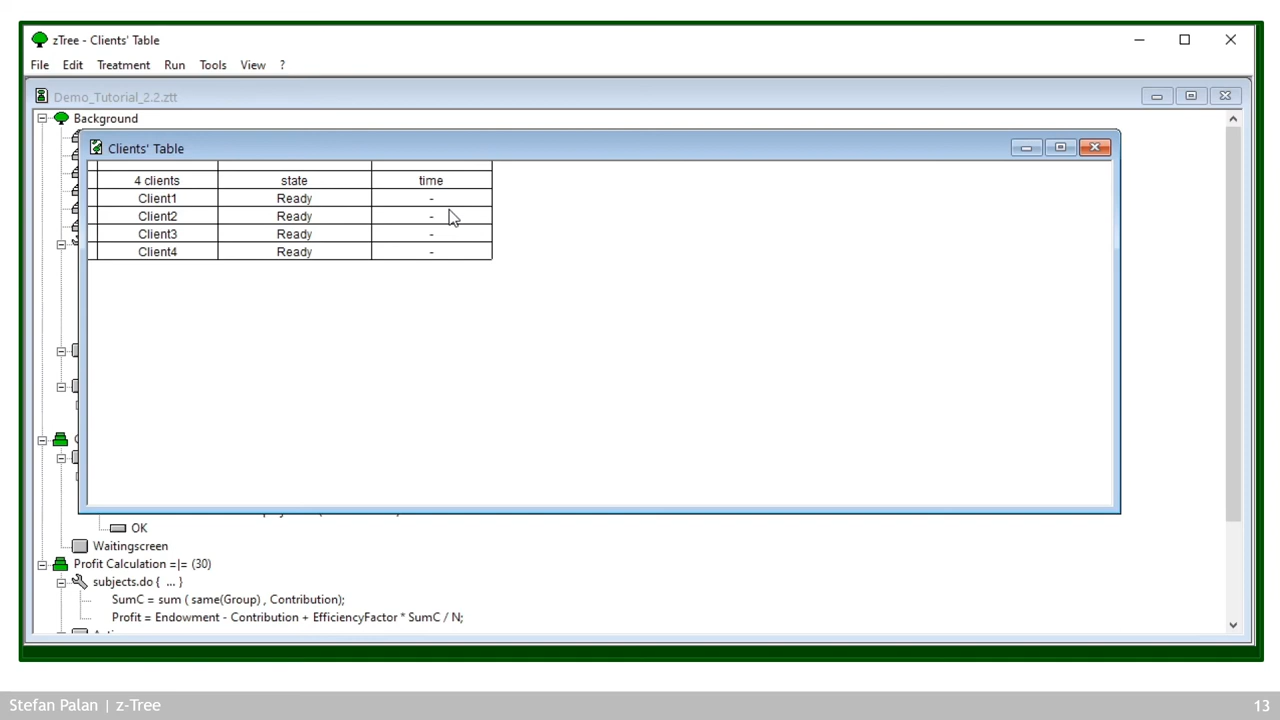 zTree - Clients' Table
File Edit Treatment Run Tools View ?
Demo_Tutorial_2.2.ztt
Background
Clients' Table
4 clients state time
Client1 Ready -
Client2 Ready -
Client3 Ready -
Client4 Ready -
OK
Waitingscreen
Profit Calculation =|= (30)
subjects.do { ... }
SumC = sum ( same(Group) , Contribution);
Profit = Endowment - Contribution + EfficiencyFactor * SumC / N;
Stefan Palan | z-Tree 13